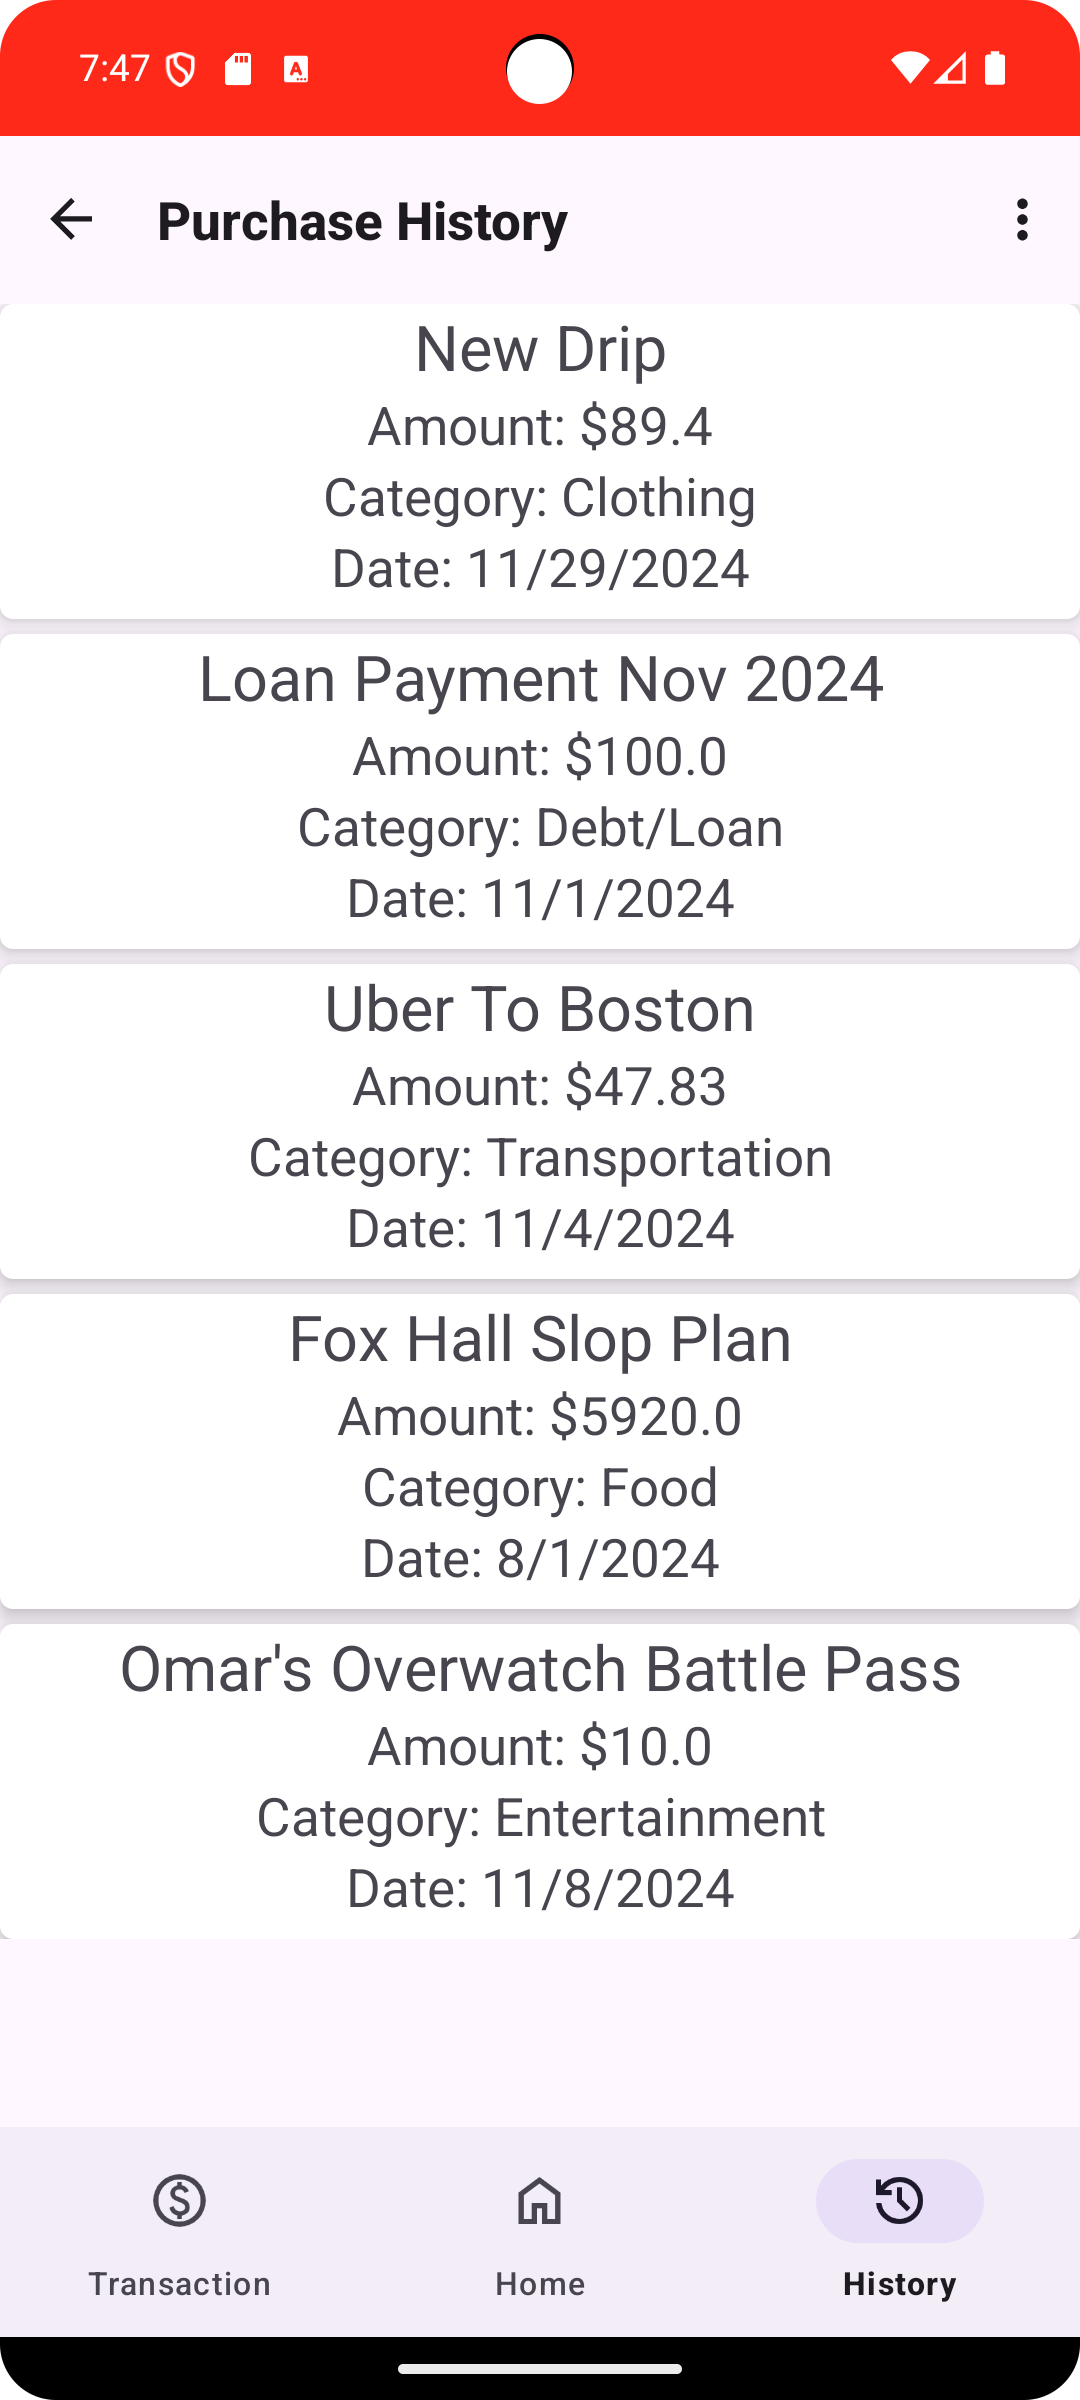 7:47
Purchase History
New Drip
Amount: $89.4
Category: Clothing
Date: 11/29/2024
Loan Payment Nov 2024
Amount: $100.0
Category: Debt/Loan
Date: 11/1/2024
Uber To Boston
Amount: $47.83
Category: Transportation
Date: 11/4/2024
Fox Hall Slop Plan
Amount: $5920.0
Category: Food
Date: 8/1/2024
Omar's Overwatch Battle Pass
Amount: $10.0
Category: Entertainment
Date: 11/8/2024
Transaction
Home
History